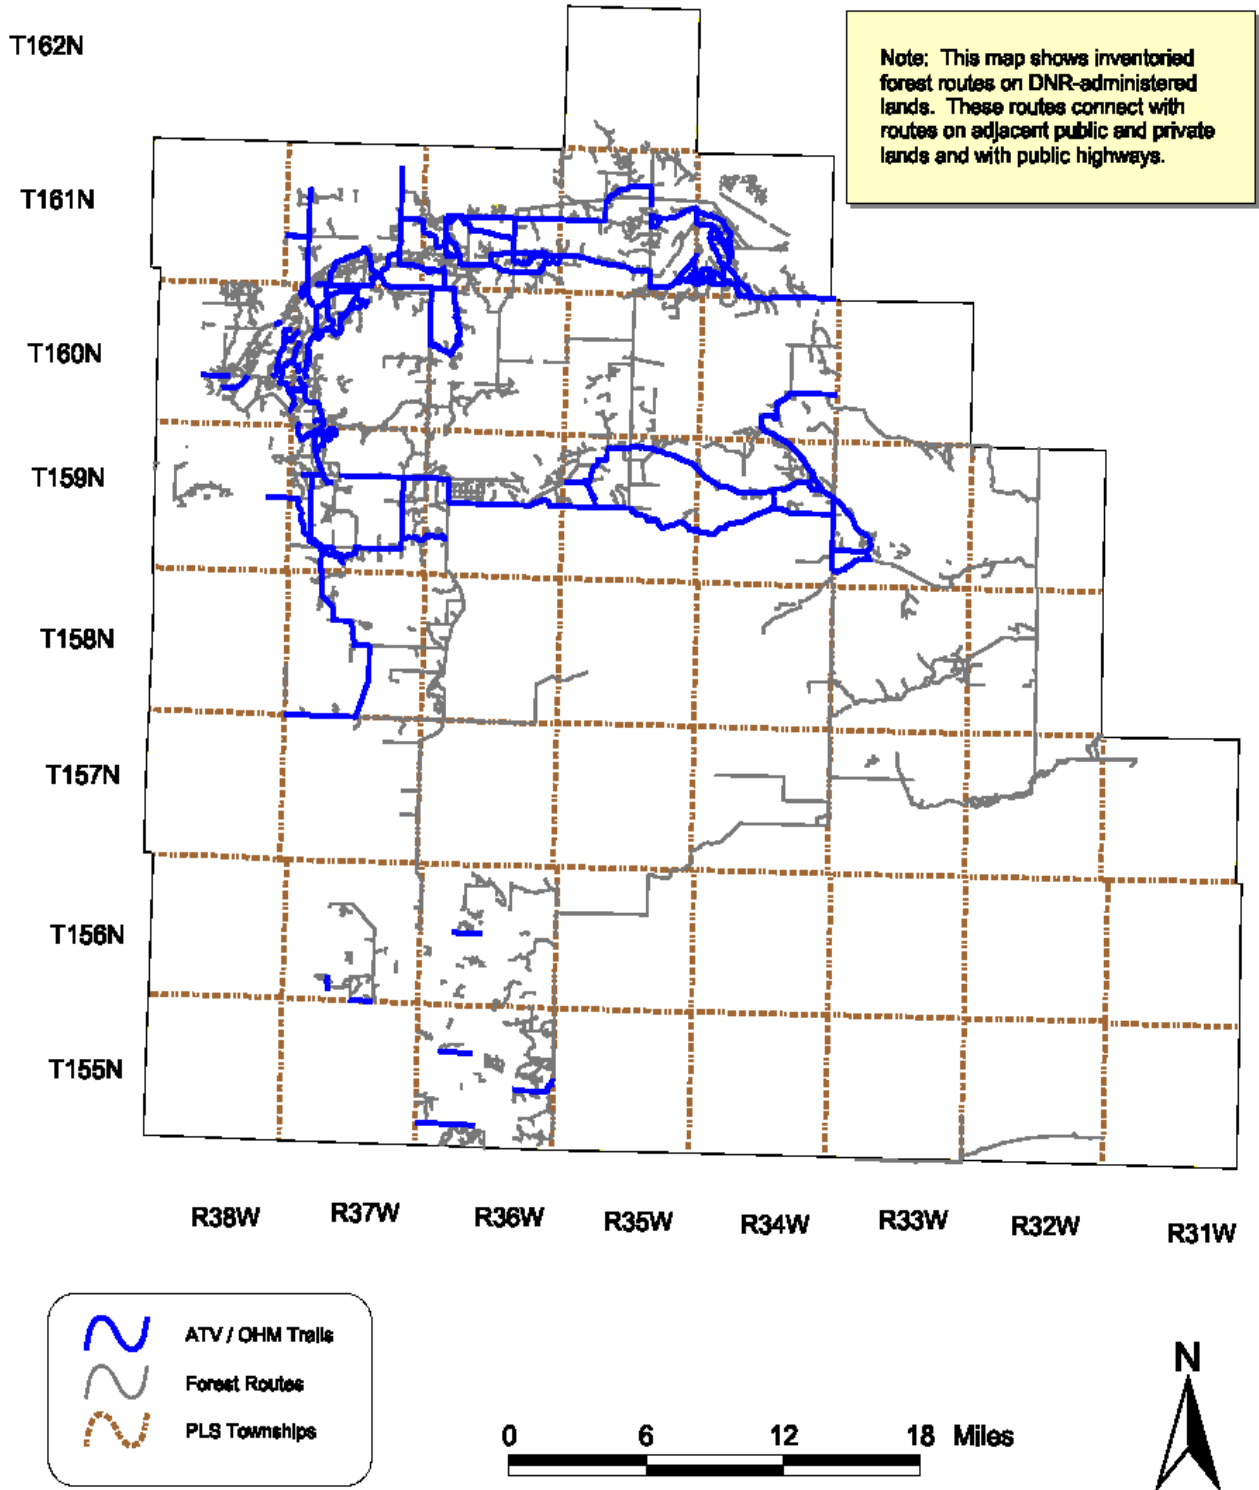 T162N
Note: This map shows inventoried
forest routes on DNR-administered
lands. These routes connect with
routes on adjacent public and private
lands and with public highways.
T161N
T160N
T159N
T158N
T157N
T156N
T155N
R38W R37W R36W R35W R34W R33W R32W R31W
ATV / OHM Trails
Forest Routes
PLS Townships
0 6 12 18 Miles
N